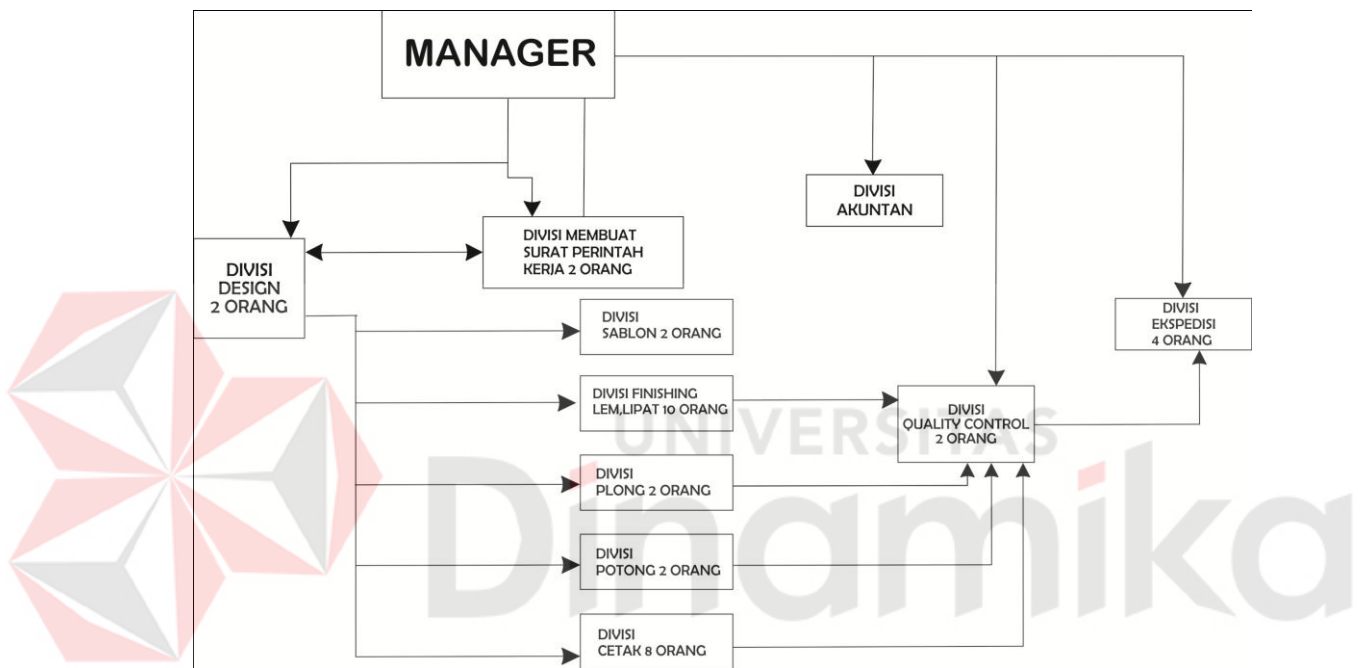 MANAGER
DIVISI
AKUNTAN
DIVISI MEMBUAT
SURAT PERINTAH
KERJA 2 ORANG
DIVISI
DESIGN
2 ORANG
DIVISI
EKSPEDISI
4 ORANG
DIVISI
SABLON 2 ORANG
DIVISI FINISHING
LEM,LIPAT 10 ORANG
DIVISI
QUALITY CONTROL
2 ORANG
UNIVERSITAS
Dinamika
DIVISI
PLONG 2 ORANG
DIVISI
POTONG 2 ORANG
DIVISI
CETAK 8 ORANG